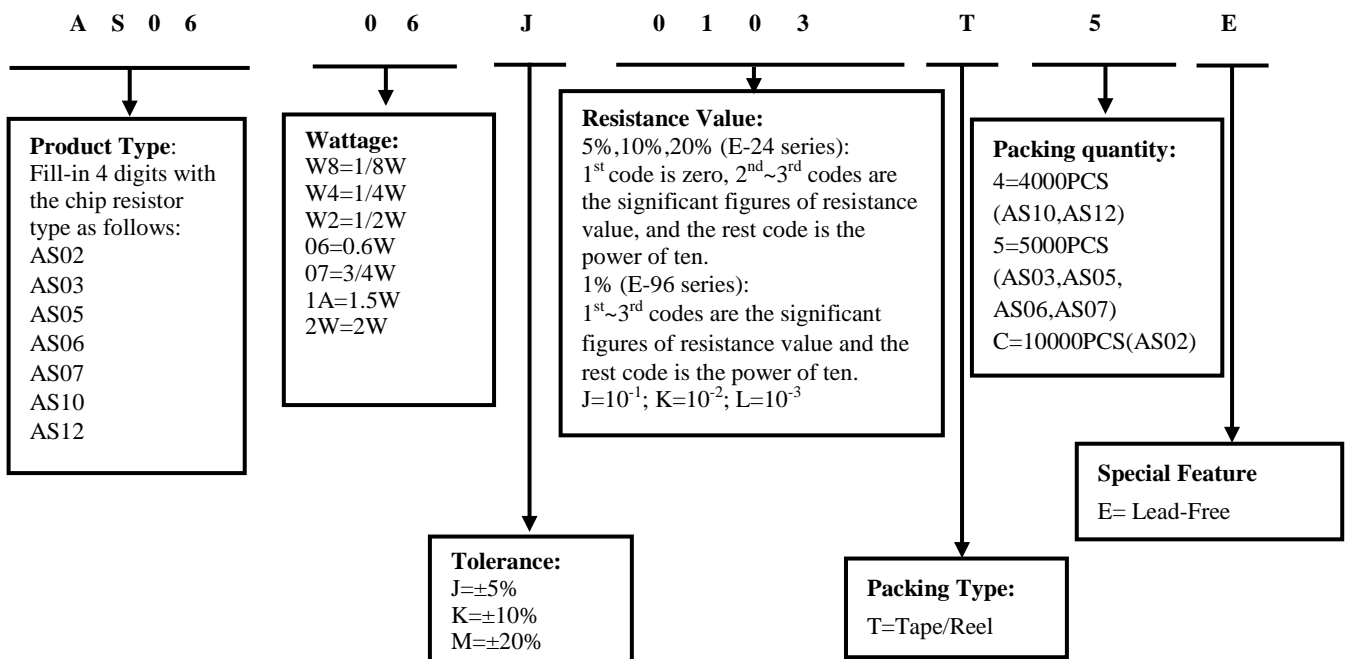 A S 0 6 0 6 J 0 1 0 3 T 5 E
Product Type:
Fill-in 4 digits with
the chip resistor
type as follows:
AS02
AS03
AS05
AS06
AS07
AS10
AS12
Wattage:
W8=1/8W
W4=1/4W
W2=1/2W
06=0.6W
07=3/4W
1A=1.5W
2W=2W
Resistance Value:
5%,10%,20% (E-24 series):
1st code is zero, 2nd~3rd codes are
the significant figures of resistance
value, and the rest code is the
power of ten.
1% (E-96 series):
1st~3rd codes are the significant
figures of resistance value and the
rest code is the power of ten.
J=10-1; K=10-2; L=10-3
Packing quantity:
4=4000PCS
(AS10,AS12)
5=5000PCS
(AS03,AS05,
AS06,AS07)
C=10000PCS(AS02)
Special Feature
E= Lead-Free
Tolerance:
J=±5%
K=±10%
M=±20%
Packing Type:
T=Tape/Reel